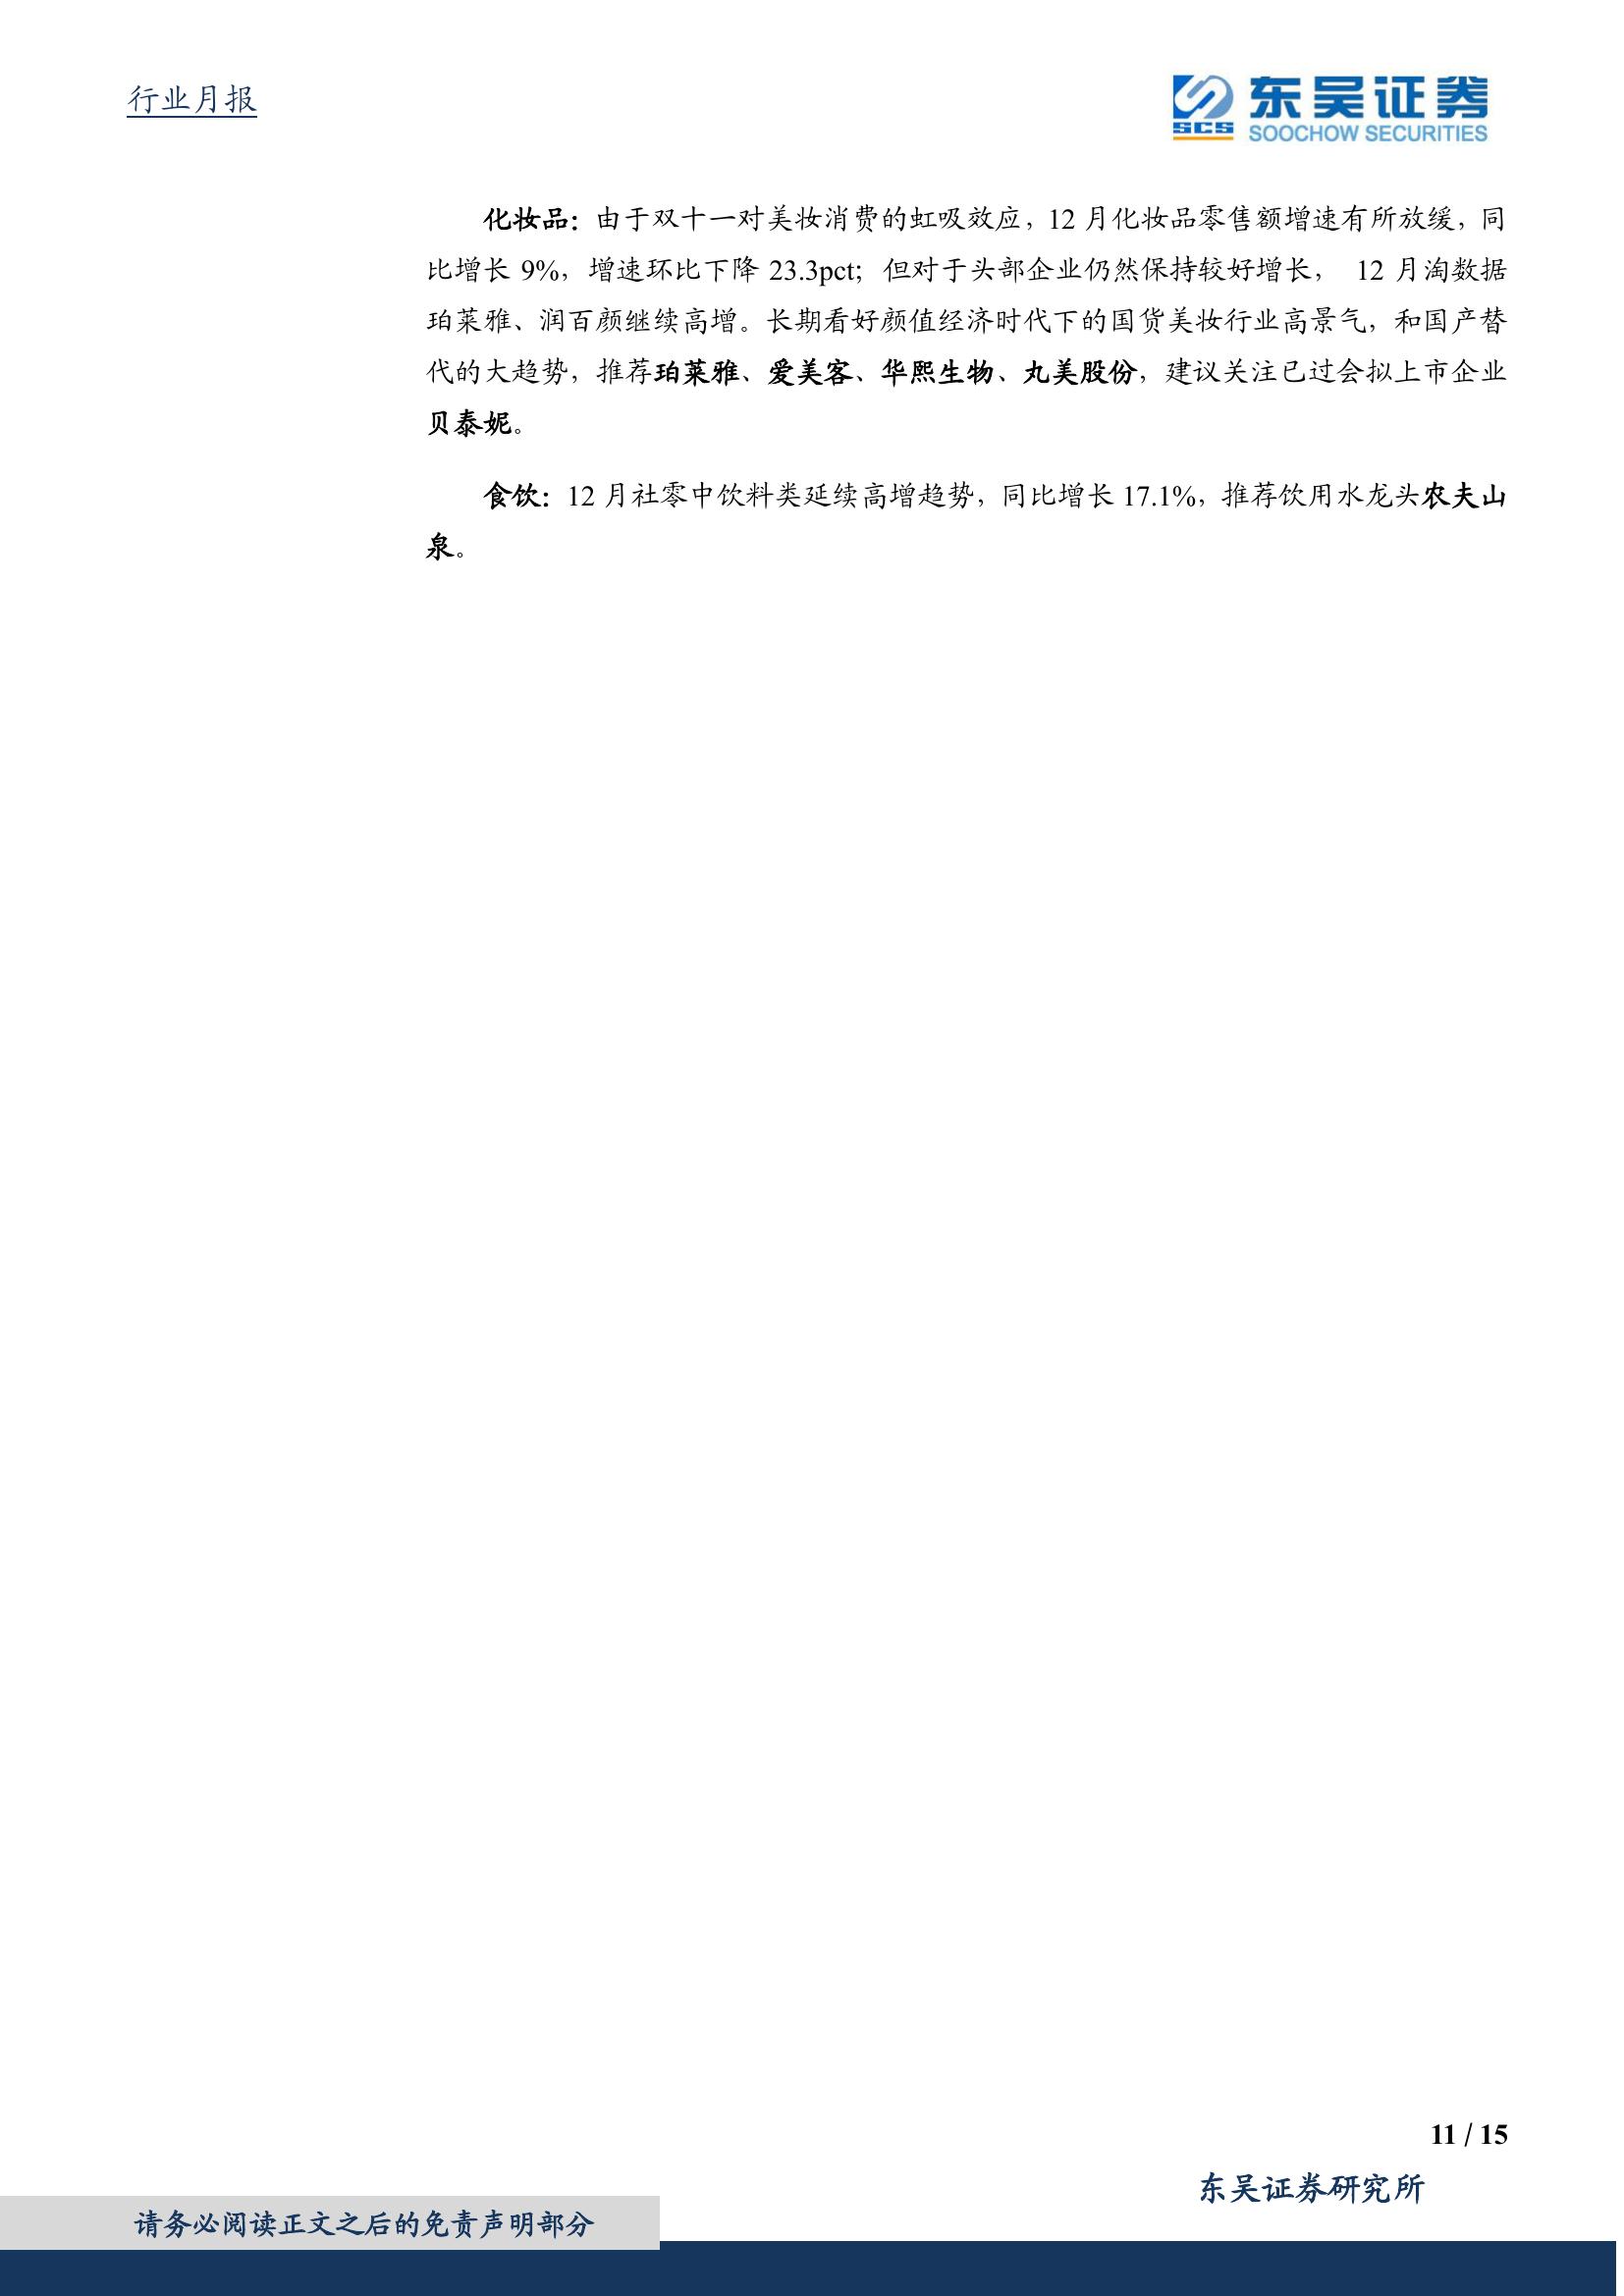 行业月报
东吴证券
SCS
SOOCHOW SECURITIES
化妆品：由于双十一对美妆消费的虹吸效应，12 月化妆品零售额增速有所放缓，同
比增长 9%，增速环比下降 23.3pct；但对于头部企业仍然保持较好增长， 12 月淘数据
珀莱雅、润百颜继续高增。长期看好颜值经济时代下的国货美妆行业高景气，和国产替
代的大趋势，推荐珀莱雅、爱美客、华熙生物、丸美股份，建议关注已过会拟上市企业
贝泰妮。
食饮：12 月社零中饮料类延续高增趋势，同比增长 17.1%，推荐饮用水龙头农夫山
泉。
11 / 15
东吴证券研究所
请务必阅读正文之后的免责声明部分